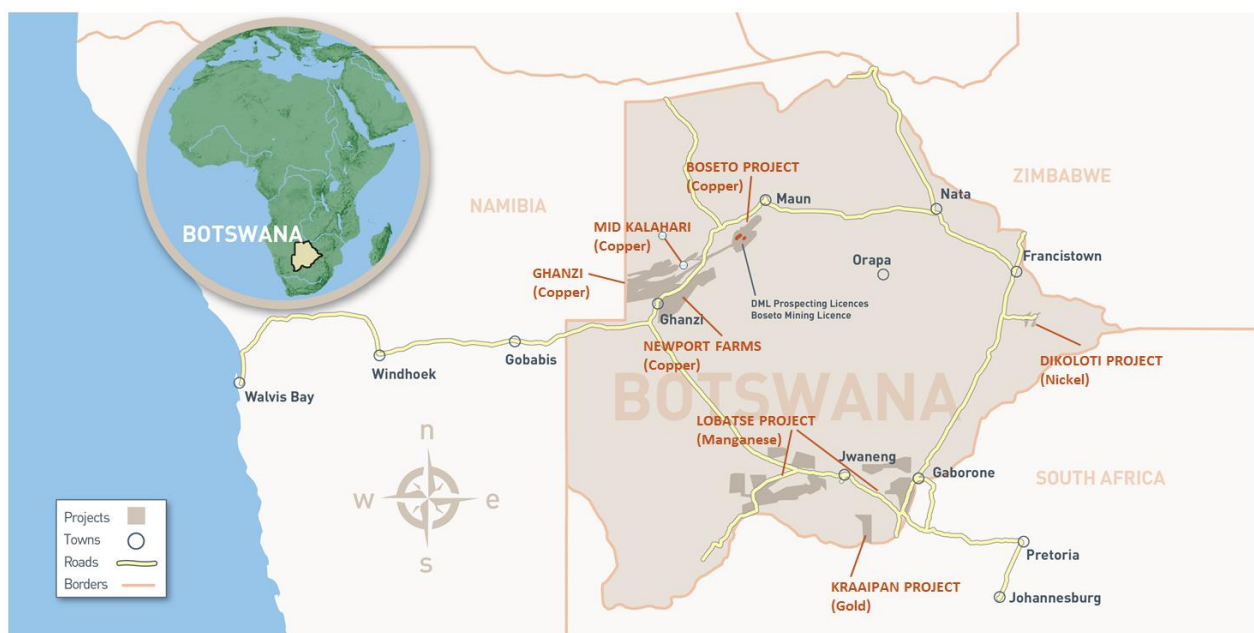 BOTSWANA
NAMIBIA
ZIMBABWE
BOSETO PROJECT
(Copper)
Maun
Nata
MID KALAHARI
(Copper)
Francistown
Orapa
GHANZI
(Copper)
DML Prospecting Licences
Boseto Mining Licence
Ghanzi
NEWPORT FARMS
(Copper)
Gobabis
Windhoek
Walvis Bay
DIKOLOTI PROJECT
(Nickel)
BOTSWANA
LOBATSE PROJECT
(Manganese)
Jwaneng
Gaborone
SOUTH AFRICA
n
w
e
s
Projects
Towns
Roads
Borders
Pretoria
KRAAIPAN PROJECT
(Gold)
Johannesburg